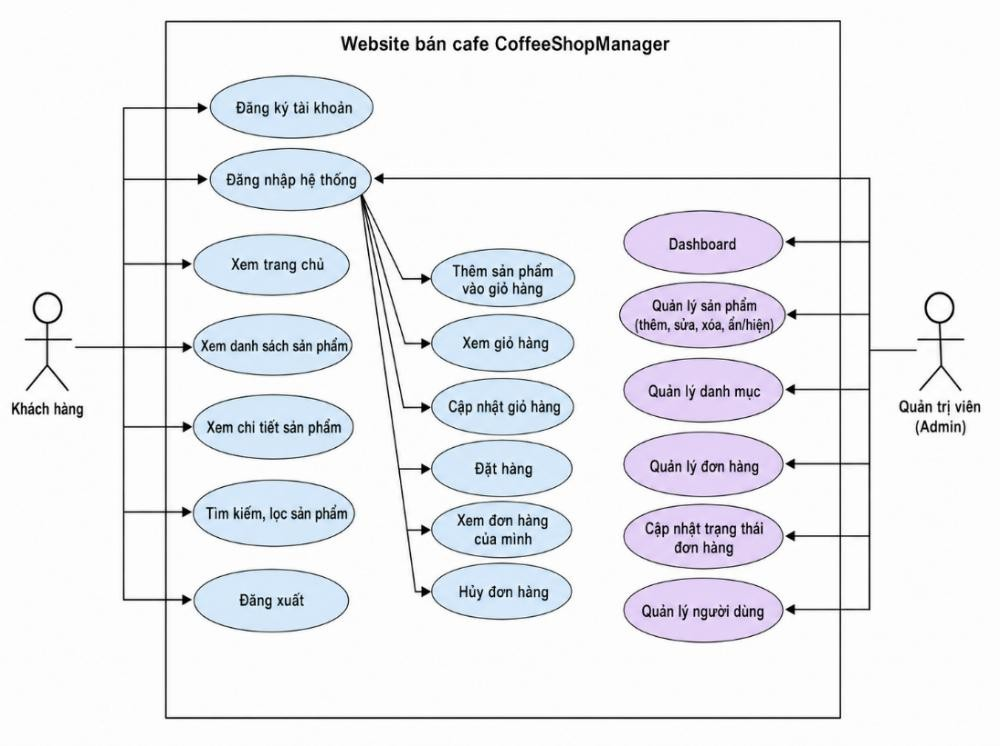 Website bán cafe CoffeeShopManager
Đăng ký tài khoản
Đăng nhập hệ thống
Xem trang chủ
Xem danh sách sản phẩm
Xem chi tiết sản phẩm
Tìm kiếm, lọc sản phẩm
Đăng xuất
Khách hàng
Thêm sản phẩm
vào giỏ hàng
Xem giỏ hàng
Cập nhật giỏ hàng
Đặt hàng
Xem đơn hàng
của mình
Hủy đơn hàng
Dashboard
Quản lý sản phẩm
(thêm, sửa, xóa, ẩn/hiện)
Quản lý danh mục
Quản lý đơn hàng
Cập nhật trạng thái
đơn hàng
Quản lý người dùng
Quản trị viên
(Admin)